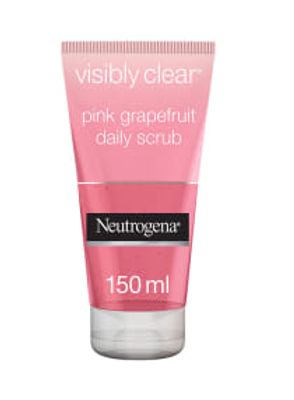 visibly clear®
pink grapefruit
daily scrub
Neutrogena®
150 ml